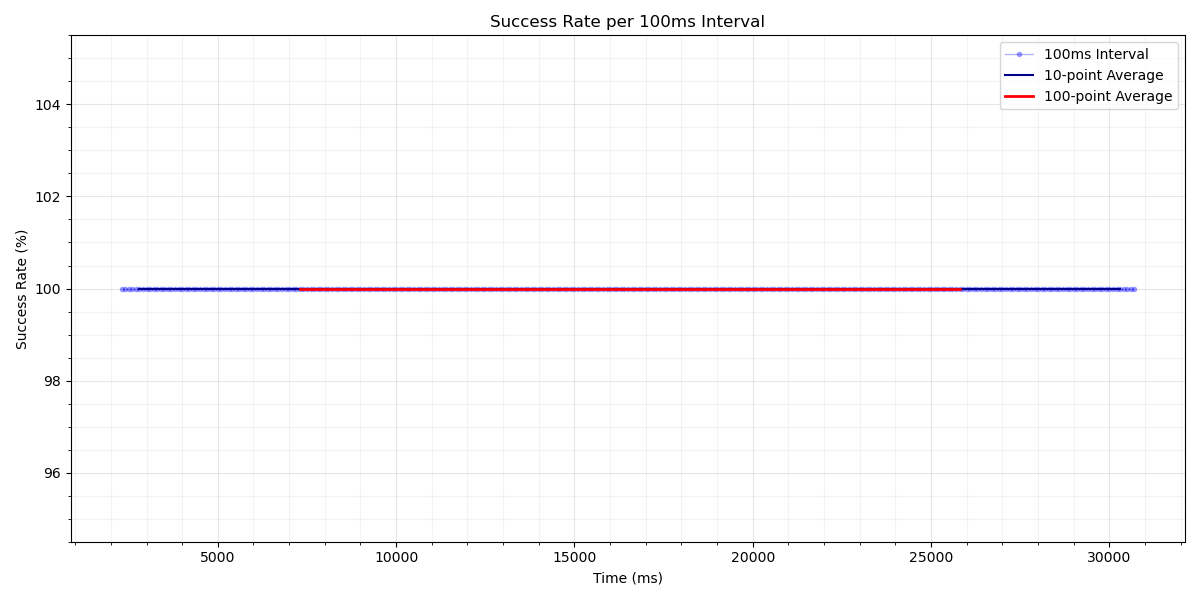 Success Rate per 100ms Interval
100ms Interval
10-point Average
100-point Average
104
102
100
98
96
Success Rate (%)
5000
10000
15000
20000
25000
30000
Time (ms)